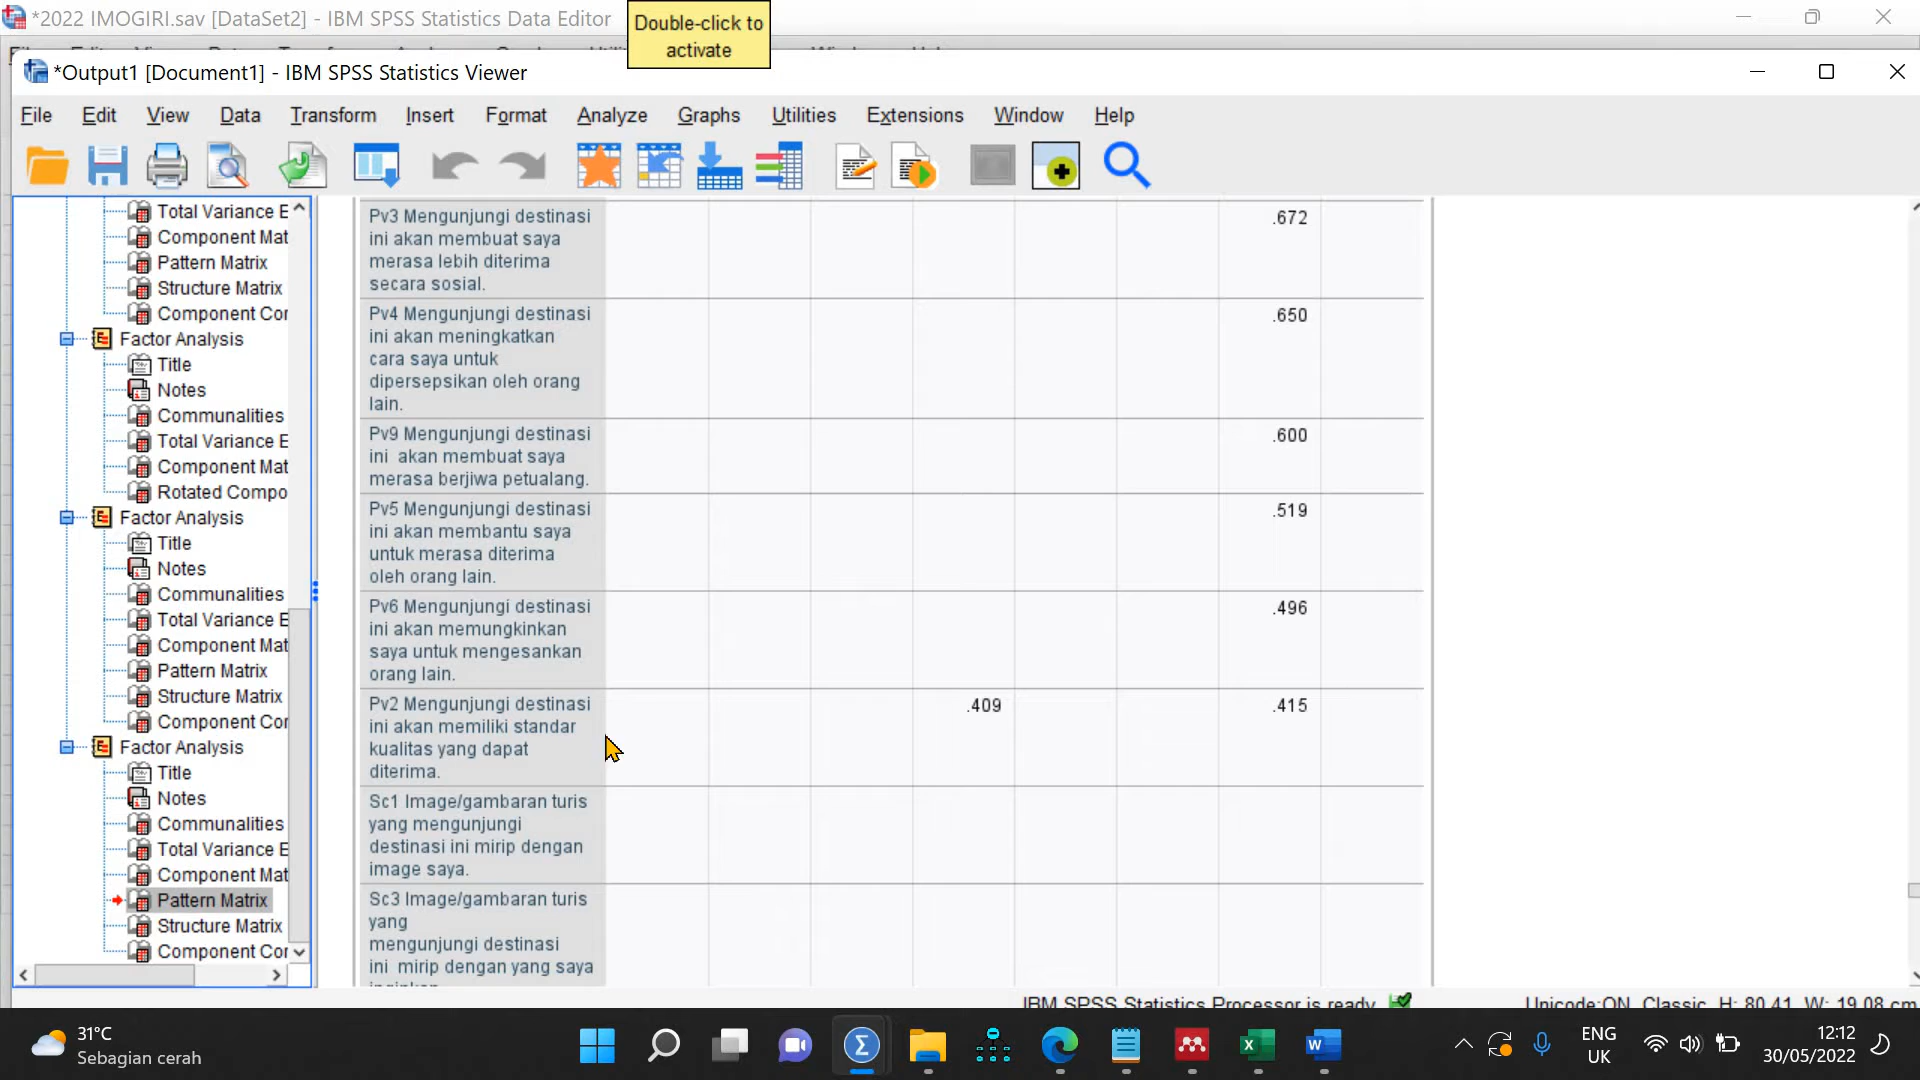 *2022 IMOGIRI.sav [DataSet2] - IBM SPSS Statistics Data Editor
Double-click to
activate
*Output1 [Document1] - IBM SPSS Statistics Viewer
File Edit View Data Transform Insert Format Analyze Graphs Utilities Extensions Window Help
Total Variance E
Component Mat
Pattern Matrix
Structure Matrix
Component Cor
Factor Analysis
Title
Notes
Communalities
Total Variance E
Component Mat
Rotated Compo
Factor Analysis
Title
Notes
Communalities
Total Variance E
Component Mat
Pattern Matrix
Structure Matrix
Component Cor
Factor Analysis
Title
Notes
Communalities
Total Variance E
Component Mat
Pattern Matrix
Structure Matrix
Component Cor
Pv3 Mengunjungi destinasi .672
ini akan membuat saya
merasa lebih diterima
secara sosial.
Pv4 Mengunjungi destinasi .650
ini akan meningkatkan
cara saya untuk
dipersepsikan oleh orang
lain.
Pv9 Mengunjungi destinasi .600
ini akan membuat saya
merasa berjiwa petualang.
Pv5 Mengunjungi destinasi .519
ini akan membantu saya
untuk merasa diterima
oleh orang lain.
Pv6 Mengunjungi destinasi .496
ini akan memungkinkan
saya untuk mengesankan
orang lain.
Pv2 Mengunjungi destinasi .409 .415
ini akan memiliki standar
kualitas yang dapat
diterima.
Sc1 Image/gambaran turis
yang mengunjungi
destinasi ini mirip dengan
image saya.
Sc3 Image/gambaran turis
yang
mengunjungi destinasi
ini mirip dengan yang saya
IBM SPSS Statistics Processor is ready
Unicode:ON Classic H: 80.41 W: 19.08 cm
31°C
Sebagian cerah
ENG
UK
12:12
30/05/2022